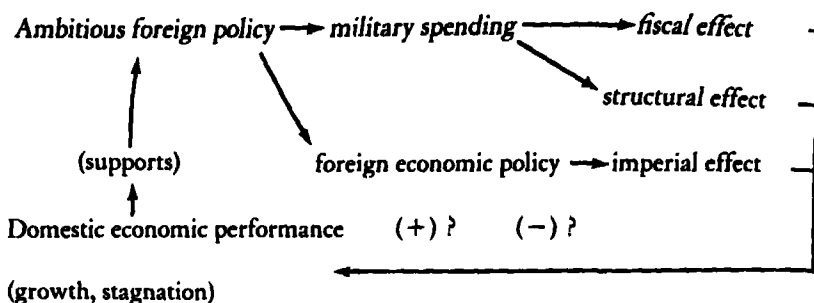 Ambitious foreign policy military spending fiscal effect
structural effect
(supports) foreign economic policy imperial effect
Domestic economic performance (+) ? (−) ?
(growth, stagnation)